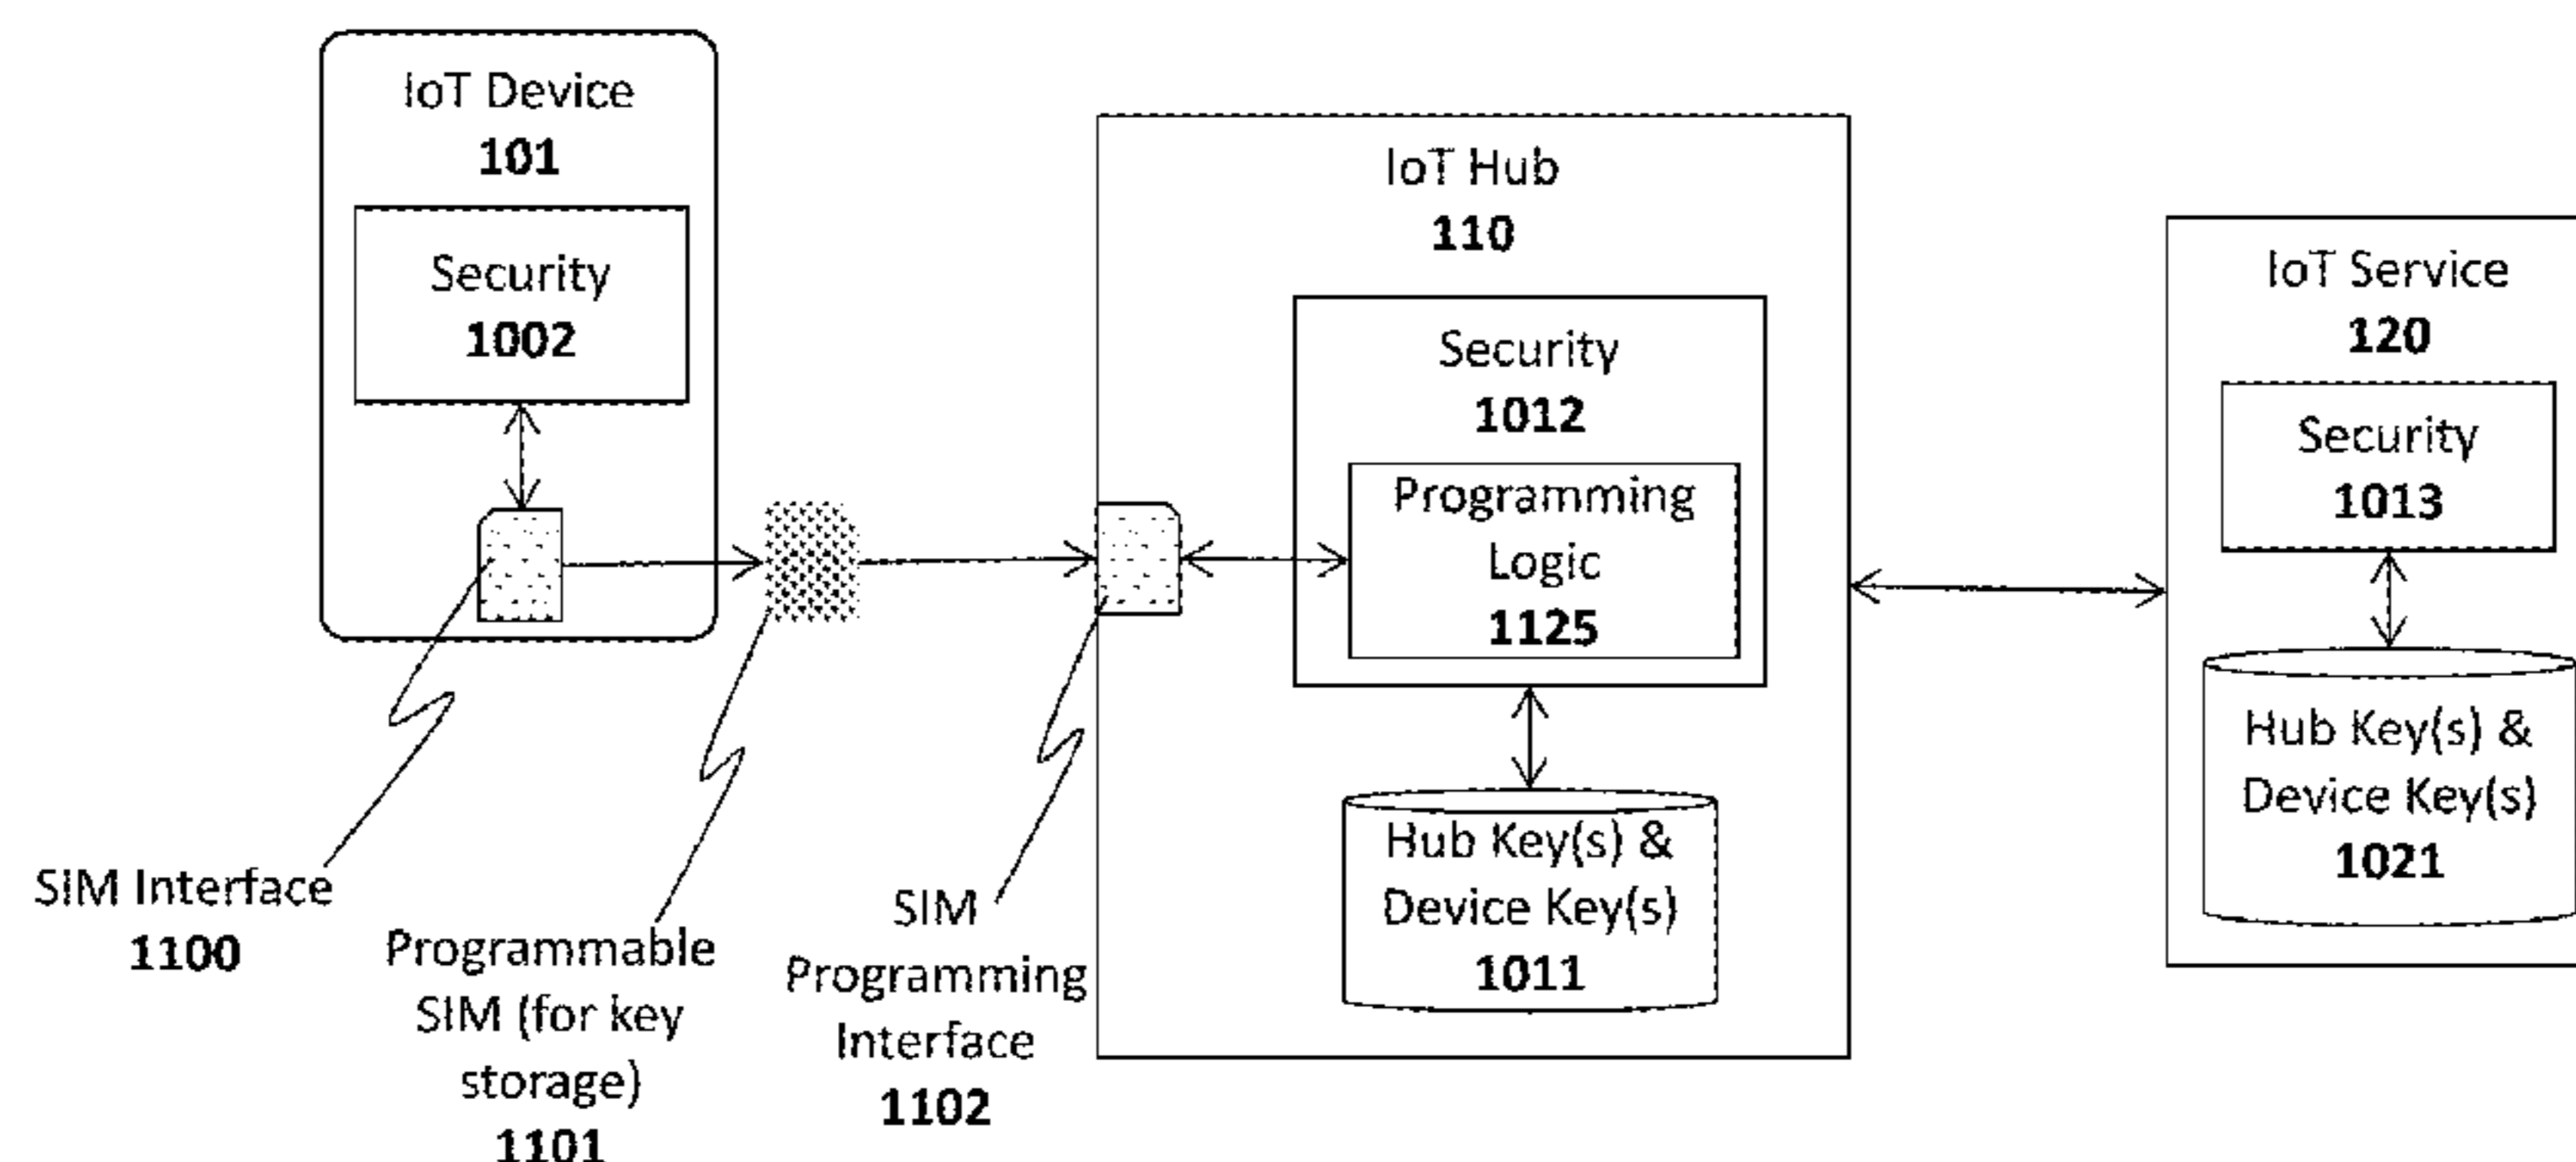 IoT Device
101
Security
1002
SIM Interface
1100
Programmable
SIM (for key
storage)
1101
SIM
Programming
Interface
1102
IoT Hub
110
Security
1012
Programming
Logic
1125
Hub Key(s) &
Device Key(s)
1011
IoT Service
120
Security
1013
Hub Key(s) &
Device Key(s)
1021